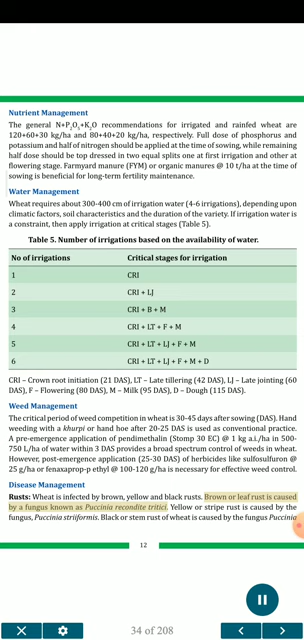 Nutrient Management
The general N+P2O5+K2O recommendations for irrigated and rainfed wheat are
120+60+30 kg/ha and 80+40+20 kg/ha, respectively. Full dose of phosphorus and
potassium and half of nitrogen should be applied at the time of sowing, while remaining
half dose should be top dressed in two equal splits one at first irrigation and other at
flowering stage. Farmyard manure (FYM) or organic manures @ 10 t/ha at the time of
sowing is beneficial for long-term fertility maintenance.
Water Management
Wheat requires about 300-400 cm of irrigation water (4-6 irrigations), depending upon
climatic factors, soil characteristics and the duration of the variety. If irrigation water is
a constraint, then apply irrigation at critical stages (Table 5).
Table 5. Number of irrigations based on the availability of water.
No of irrigations Critical stages for irrigation
1 CRI
2 CRI + LJ
3 CRI + B + M
4 CRI + LT + F + M
5 CRI + LT + LJ + F + M
6 CRI + LT + LJ + F + M + D
CRI – Crown root initiation (21 DAS), LT – Late tillering (42 DAS), LJ – Late jointing (60
DAS), F – Flowering (80 DAS), M – Milk (95 DAS), D – Dough (115 DAS).
Weed Management
The critical period of weed competition in wheat is 30-45 days after sowing (DAS). Hand
weeding with a khurpi or hand hoe after 20-25 DAS is used as conventional practice.
A pre-emergence application of pendimethalin (Stomp 30 EC) @ 1 kg a.i./ha in 500-
750 L/ha of water within 3 DAS provides a broad spectrum control of weeds in wheat.
However, post-emergence application (25-30 DAS) of herbicides like sulfosulfuron @
25 g/ha or fenaxaprop-p ethyl @ 100-120 g/ha is necessary for effective weed control.
Disease Management
Rusts: Wheat is infected by brown, yellow and black rusts. Brown or leaf rust is caused
by a fungus known as Puccinia recondite tritici. Yellow or stripe rust is caused by the
fungus, Puccinia striiformis. Black or stem rust of wheat is caused by the fungus Puccinia
12
34 of 208